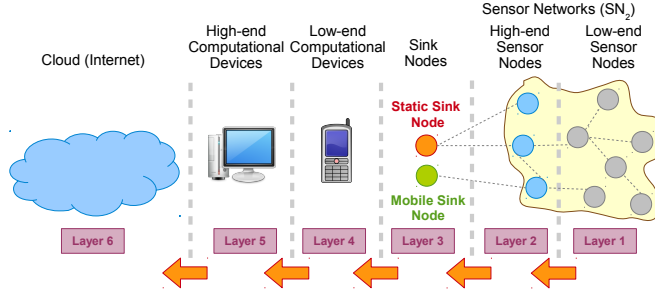 Sensor Networks (SN2)
Cloud (Internet)
High-end
Computational
Devices
Low-end
Computational
Devices
Sink
Nodes
High-end
Sensor
Nodes
Low-end
Sensor
Nodes
Static Sink
Node
Mobile Sink
Node
Layer 6
Layer 5
Layer 4
Layer 3
Layer 2
Layer 1